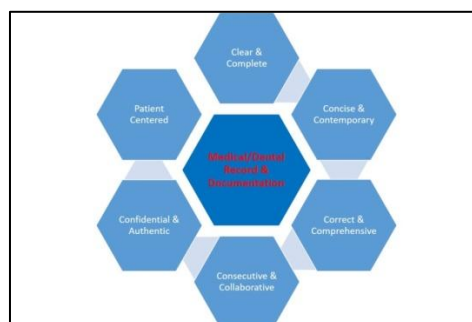 Clear &
Complete
Patient
Centered
Concise &
Contemporary
Medical/Dental
Record &
Documentation
Confidential &
Authentic
Correct &
Comprehensive
Consecutive &
Collaborative